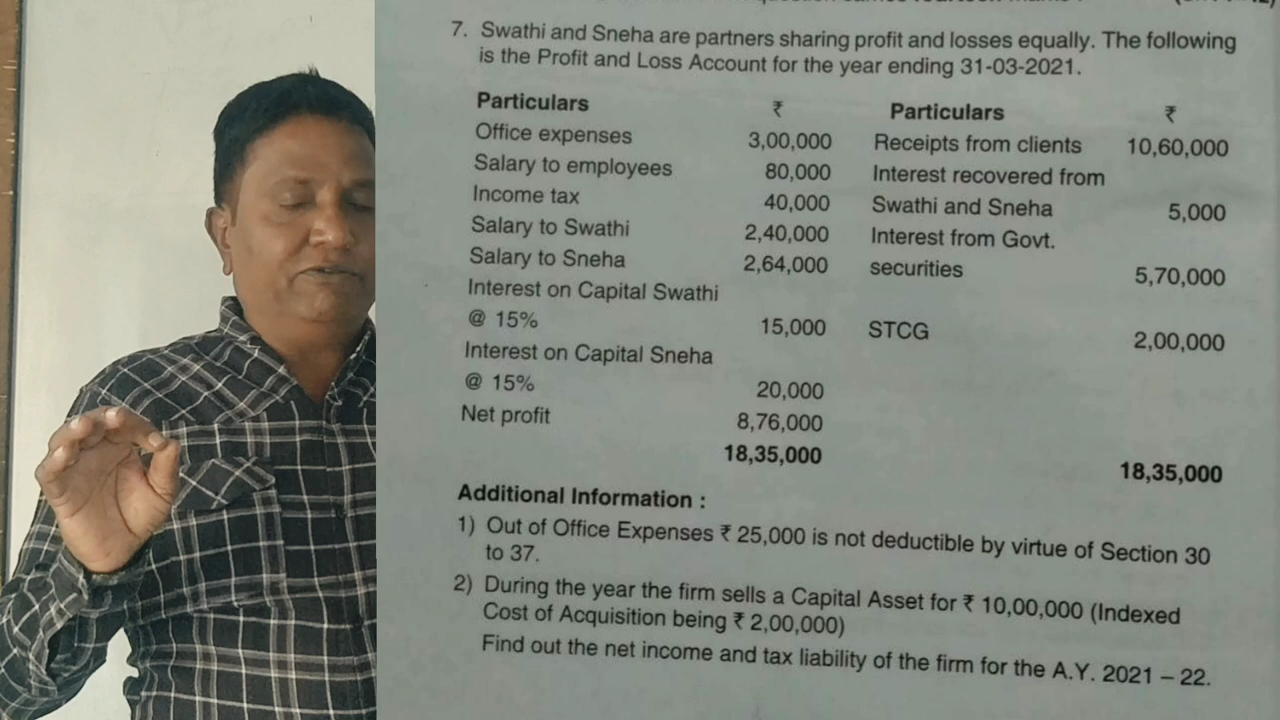 7. Swathi and Sneha are partners sharing profit and losses equally. The following
is the Profit and Loss Account for the year ending 31-03-2021.
Particulars ₹ Particulars ₹
Office expenses 3,00,000 Receipts from clients 10,60,000
Salary to employees 80,000 Interest recovered from
Income tax 40,000 Swathi and Sneha 5,000
Salary to Swathi 2,40,000 Interest from Govt.
Salary to Sneha 2,64,000 securities 5,70,000
Interest on Capital Swathi
@ 15% 15,000 STCG 2,00,000
Interest on Capital Sneha
@ 15% 20,000
Net profit 8,76,000
18,35,000 18,35,000
Additional Information :
1) Out of Office Expenses ₹ 25,000 is not deductible by virtue of Section 30
to 37.
2) During the year the firm sells a Capital Asset for ₹ 10,00,000 (Indexed
Cost of Acquisition being ₹ 2,00,000)
Find out the net income and tax liability of the firm for the A.Y. 2021 – 22.